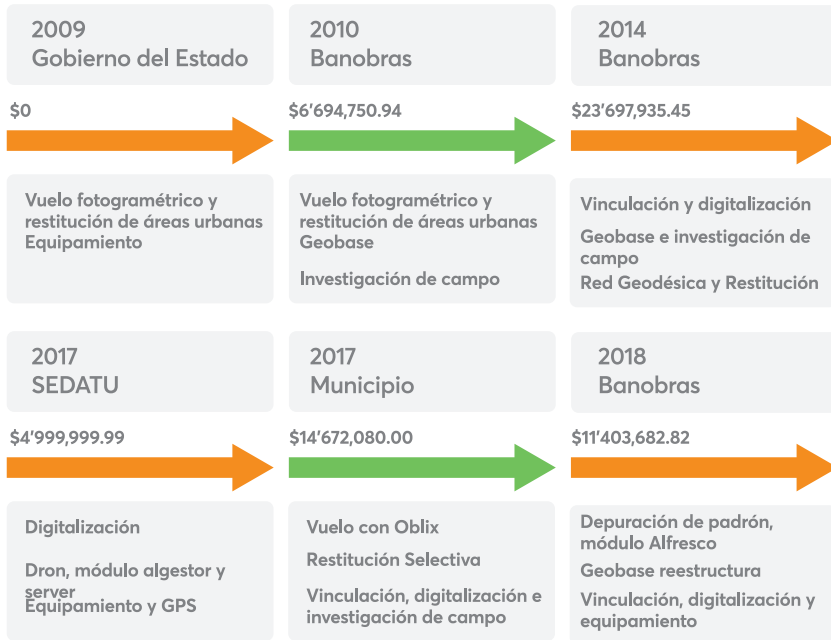 2009
Gobierno del Estado
$0
Vuelo fotogramétrico y
restitución de áreas urbanas
Equipamiento
2010
Banobras
$6'694,750.94
Vuelo fotogramétrico y
restitución de áreas urbanas
Geobase
Investigación de campo
2014
Banobras
$23'697,935.45
Vinculación y digitalización
Geobase e investigación de
campo
Red Geodésica y Restitución
2017
SEDATU
$4'999,999.99
Digitalización
Dron, módulo algestor y
server
Equipamiento y GPS
2017
Municipio
$14'672,080.00
Vuelo con Oblix
Restitución Selectiva
Vinculación, digitalización e
investigación de campo
2018
Banobras
$11'403,682.82
Depuración de padrón,
módulo Alfresco
Geobase reestructura
Vinculación, digitalización y
equipamiento